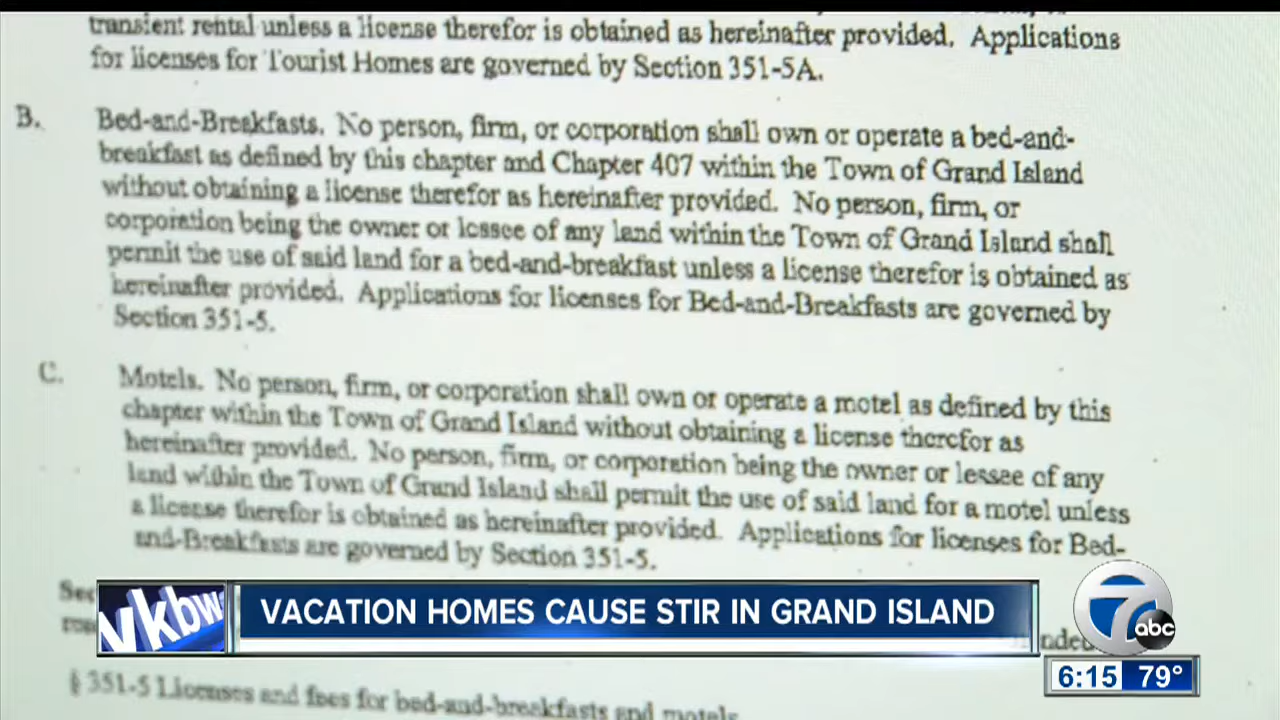 transient rental unless a license therefor is obtained as hereinafter provided. Applications
for licenses for Tourist Homes are governed by Section 351-5A.
B. Bed-and-Breakfasts. No person, firm, or corporation shall own or operate a bed-and-
breakfast as defined by this chapter and Chapter 407 within the Town of Grand Island
without obtaining a license therefor as hereinafter provided. No person, firm, or
corporation being the owner or lessee of any land within the Town of Grand Island shall
permit the use of said land for a bed-and-breakfast unless a license therefor is obtained as
hereinafter provided. Applications for licenses for Bed-and-Breakfasts are governed by
Section 351-5.
C. Motels. No person, firm, or corporation shall own or operate a motel as defined by this
chapter within the Town of Grand Island without obtaining a license therefor as
hereinafter provided. No person, firm, or corporation being the owner or lessee of any
land within the Town of Grand Island shall permit the use of said land for a motel unless
a license therefor is obtained as hereinafter provided. Applications for licenses for Bed-
and-Breakfasts are governed by Section 351-5.
vkbw
VACATION HOMES CAUSE STIR IN GRAND ISLAND
7 abc
6:15 79°
§ 351-5 Licenses and fees for bed-and-breakfasts and motels